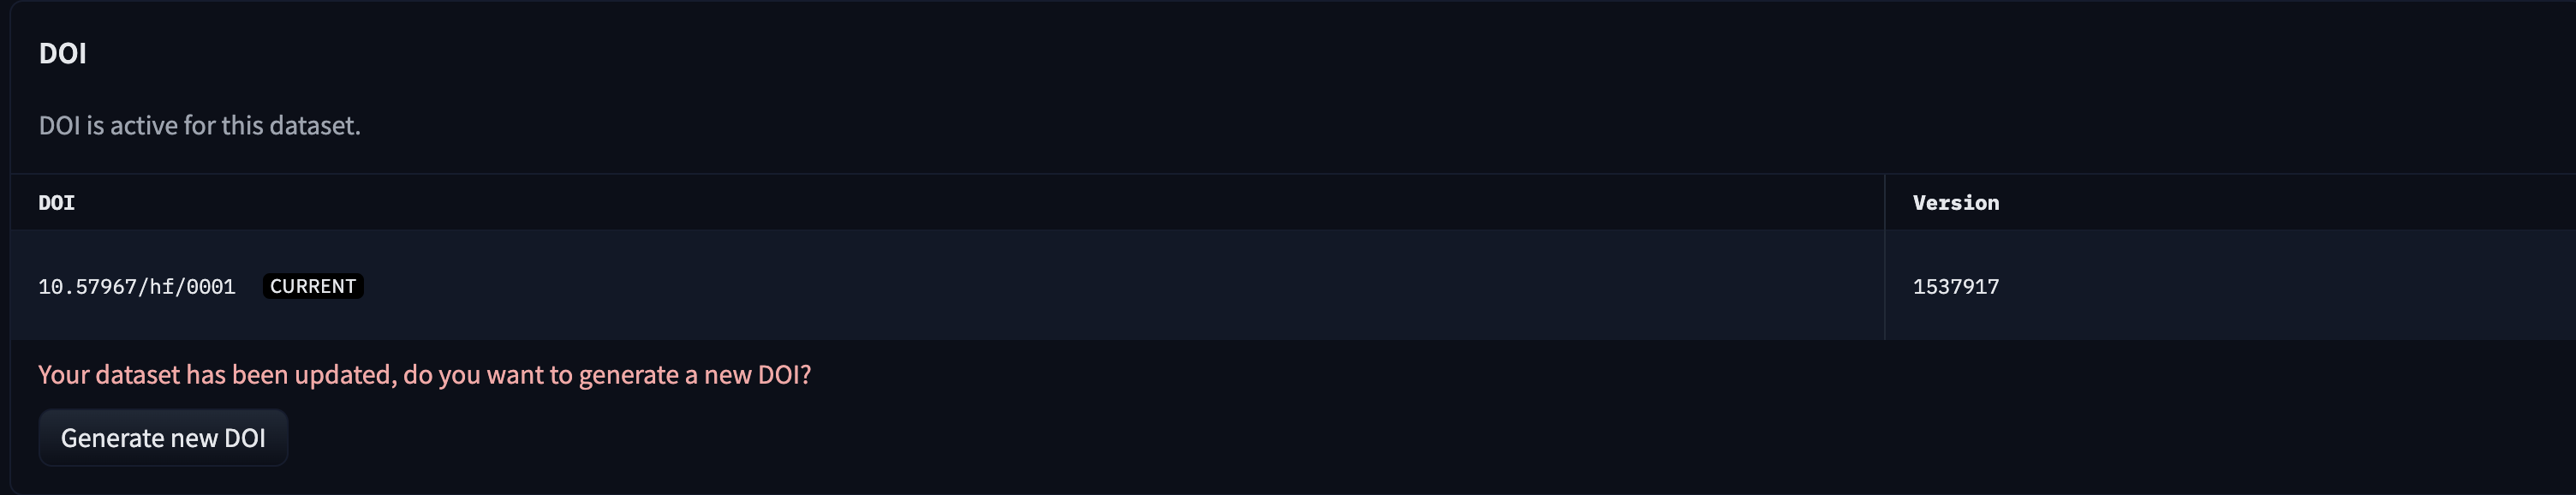 DOI
DOI is active for this dataset.
DOI Version
10.57967/hf/0001 CURRENT 1537917
Your dataset has been updated, do you want to generate a new DOI?
Generate new DOI